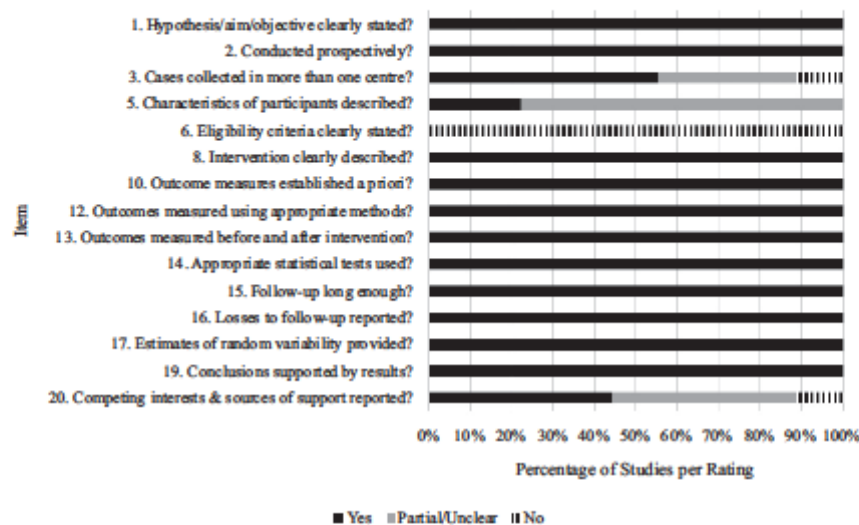 1. Hypothesis/aim/objective clearly stated?
2. Conducted prospectively?
3. Cases collected in more than one centre?
5. Characteristics of participants described?
6. Eligibility criteria clearly stated?
8. Intervention clearly described?
10. Outcome measures established a priori?
12. Outcomes measured using appropriate methods?
13. Outcomes measured before and after intervention?
14. Appropriate statistical tests used?
15. Follow-up long enough?
16. Losses to follow-up reported?
17. Estimates of random variability provided?
19. Conclusions supported by results?
20. Competing interests & sources of support reported?
Item
0% 10% 20% 30% 40% 50% 60% 70% 80% 90% 100%
Percentage of Studies per Rating
Yes Partial/Unclear No